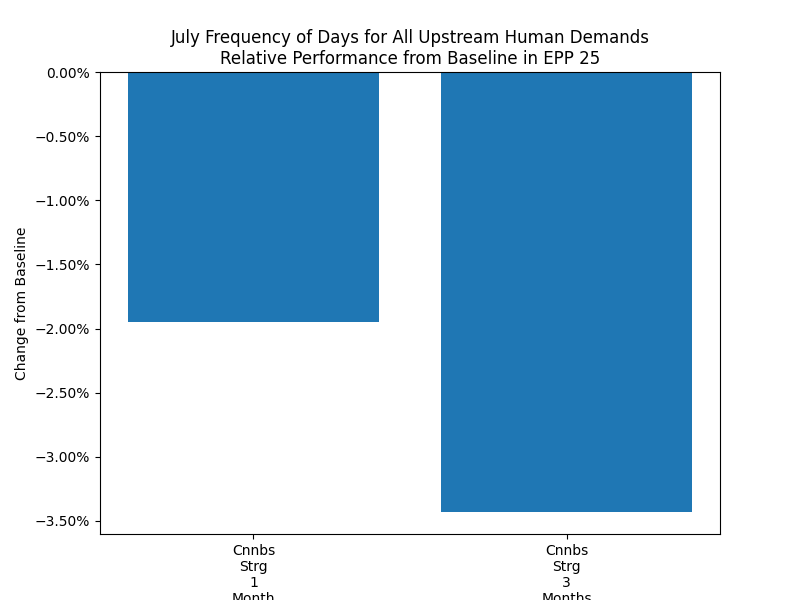 July Frequency of Days for All Upstream Human Demands
Relative Performance from Baseline in EPP 25
0.00%
−0.50%
−1.00%
−1.50%
−2.00%
−2.50%
−3.00%
−3.50%
Change from Baseline
Cnnbs
Strg
1
Month
Cnnbs
Strg
3
Months